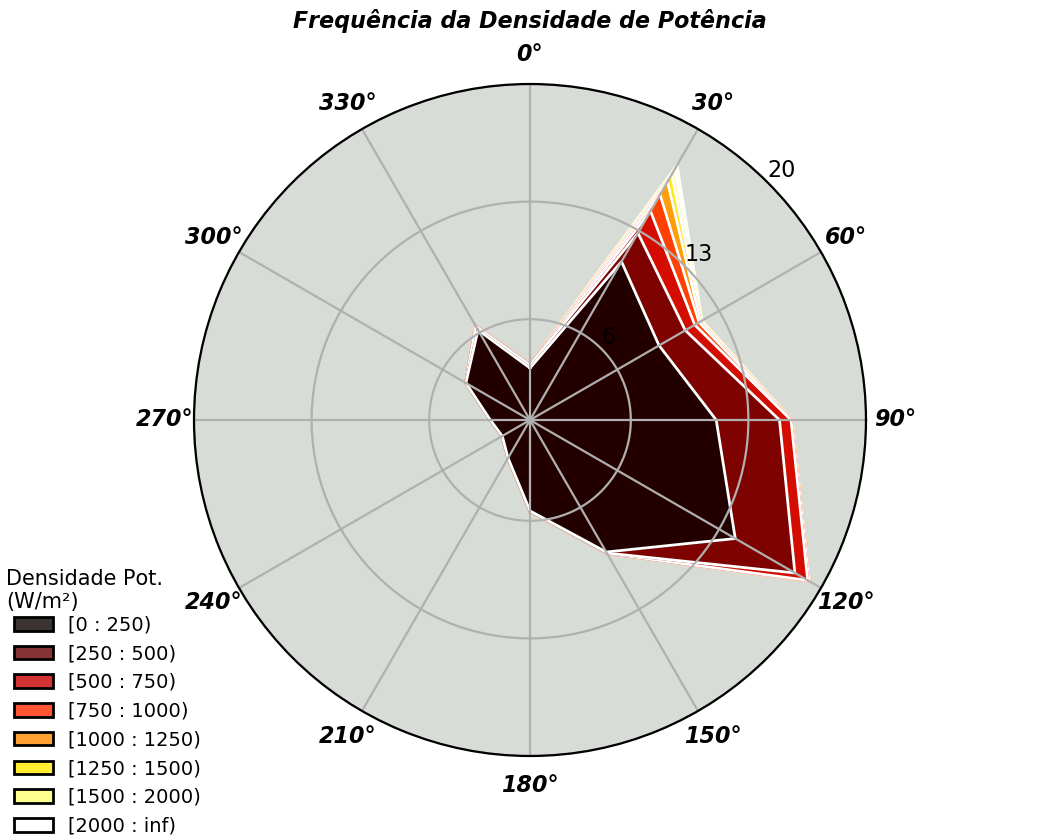 Frequência da Densidade de Potência
0°
330°
30°
20
300°
60°
13
6
270°
90°
240°
120°
210°
150°
180°
Densidade Pot.
(W/m²)
[0 : 250)
[250 : 500)
[500 : 750)
[750 : 1000)
[1000 : 1250)
[1250 : 1500)
[1500 : 2000)
[2000 : inf)